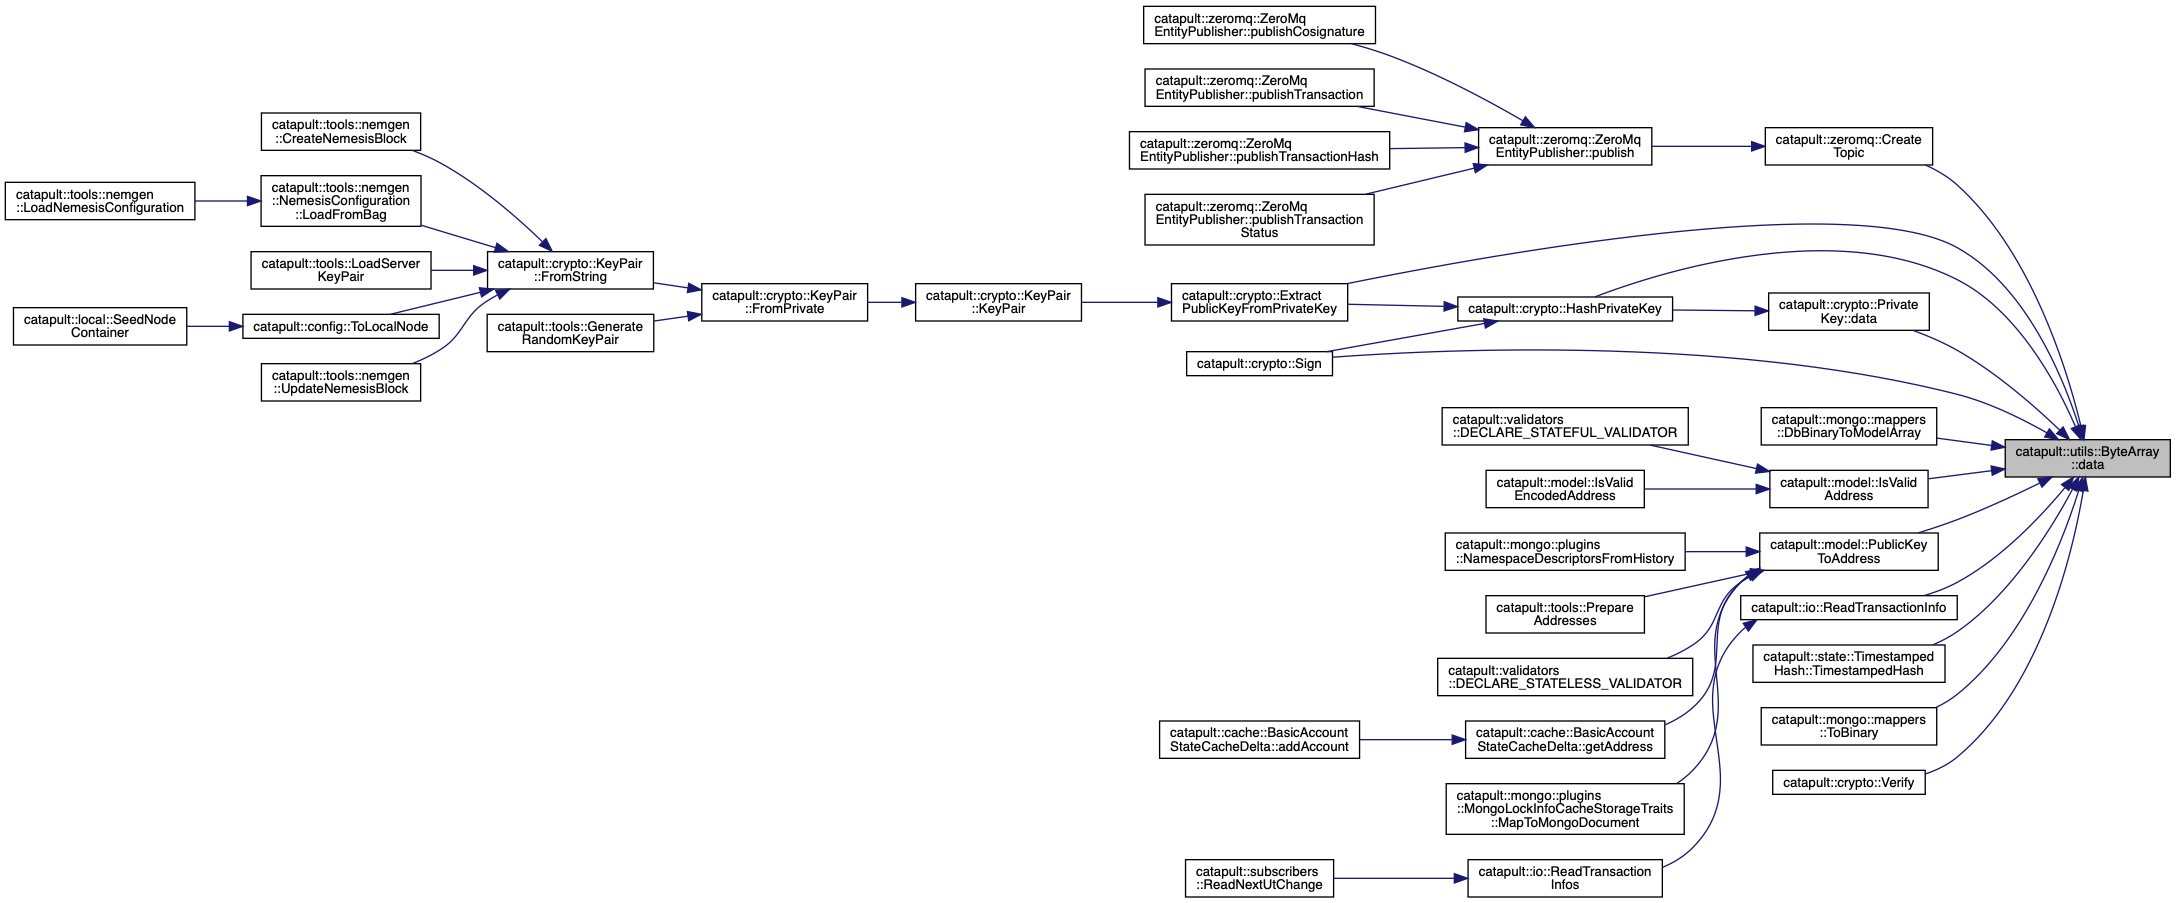 catapult::zeromq::ZeroMq
EntityPublisher::publishCosignature
catapult::zeromq::ZeroMq
EntityPublisher::publishTransaction
catapult::zeromq::ZeroMq
EntityPublisher::publishTransactionHash
catapult::zeromq::ZeroMq
EntityPublisher::publishTransaction
Status
catapult::zeromq::ZeroMq
EntityPublisher::publish
catapult::zeromq::Create
Topic
catapult::tools::nemgen
::CreateNemesisBlock
catapult::tools::nemgen
::LoadNemesisConfiguration
catapult::tools::nemgen
::NemesisConfiguration
::LoadFromBag
catapult::tools::LoadServer
KeyPair
catapult::local::SeedNode
Container
catapult::config::ToLocalNode
catapult::tools::nemgen
::UpdateNemesisBlock
catapult::crypto::KeyPair
::FromString
catapult::tools::Generate
RandomKeyPair
catapult::crypto::KeyPair
::FromPrivate
catapult::crypto::KeyPair
::KeyPair
catapult::crypto::Extract
PublicKeyFromPrivateKey
catapult::crypto::Sign
catapult::crypto::HashPrivateKey
catapult::crypto::Private
Key::data
catapult::mongo::mappers
::DbBinaryToModelArray
catapult::utils::ByteArray
::data
catapult::validators
::DECLARE_STATEFUL_VALIDATOR
catapult::model::IsValid
EncodedAddress
catapult::model::IsValid
Address
catapult::mongo::plugins
::NamespaceDescriptorsFromHistory
catapult::model::PublicKey
ToAddress
catapult::tools::Prepare
Addresses
catapult::io::ReadTransactionInfo
catapult::validators
::DECLARE_STATELESS_VALIDATOR
catapult::state::Timestamped
Hash::TimestampedHash
catapult::cache::BasicAccount
StateCacheDelta::addAccount
catapult::cache::BasicAccount
StateCacheDelta::getAddress
catapult::mongo::mappers
::ToBinary
catapult::mongo::plugins
::MongoLockInfoCacheStorageTraits
::MapToMongoDocument
catapult::crypto::Verify
catapult::subscribers
::ReadNextUtChange
catapult::io::ReadTransaction
Infos